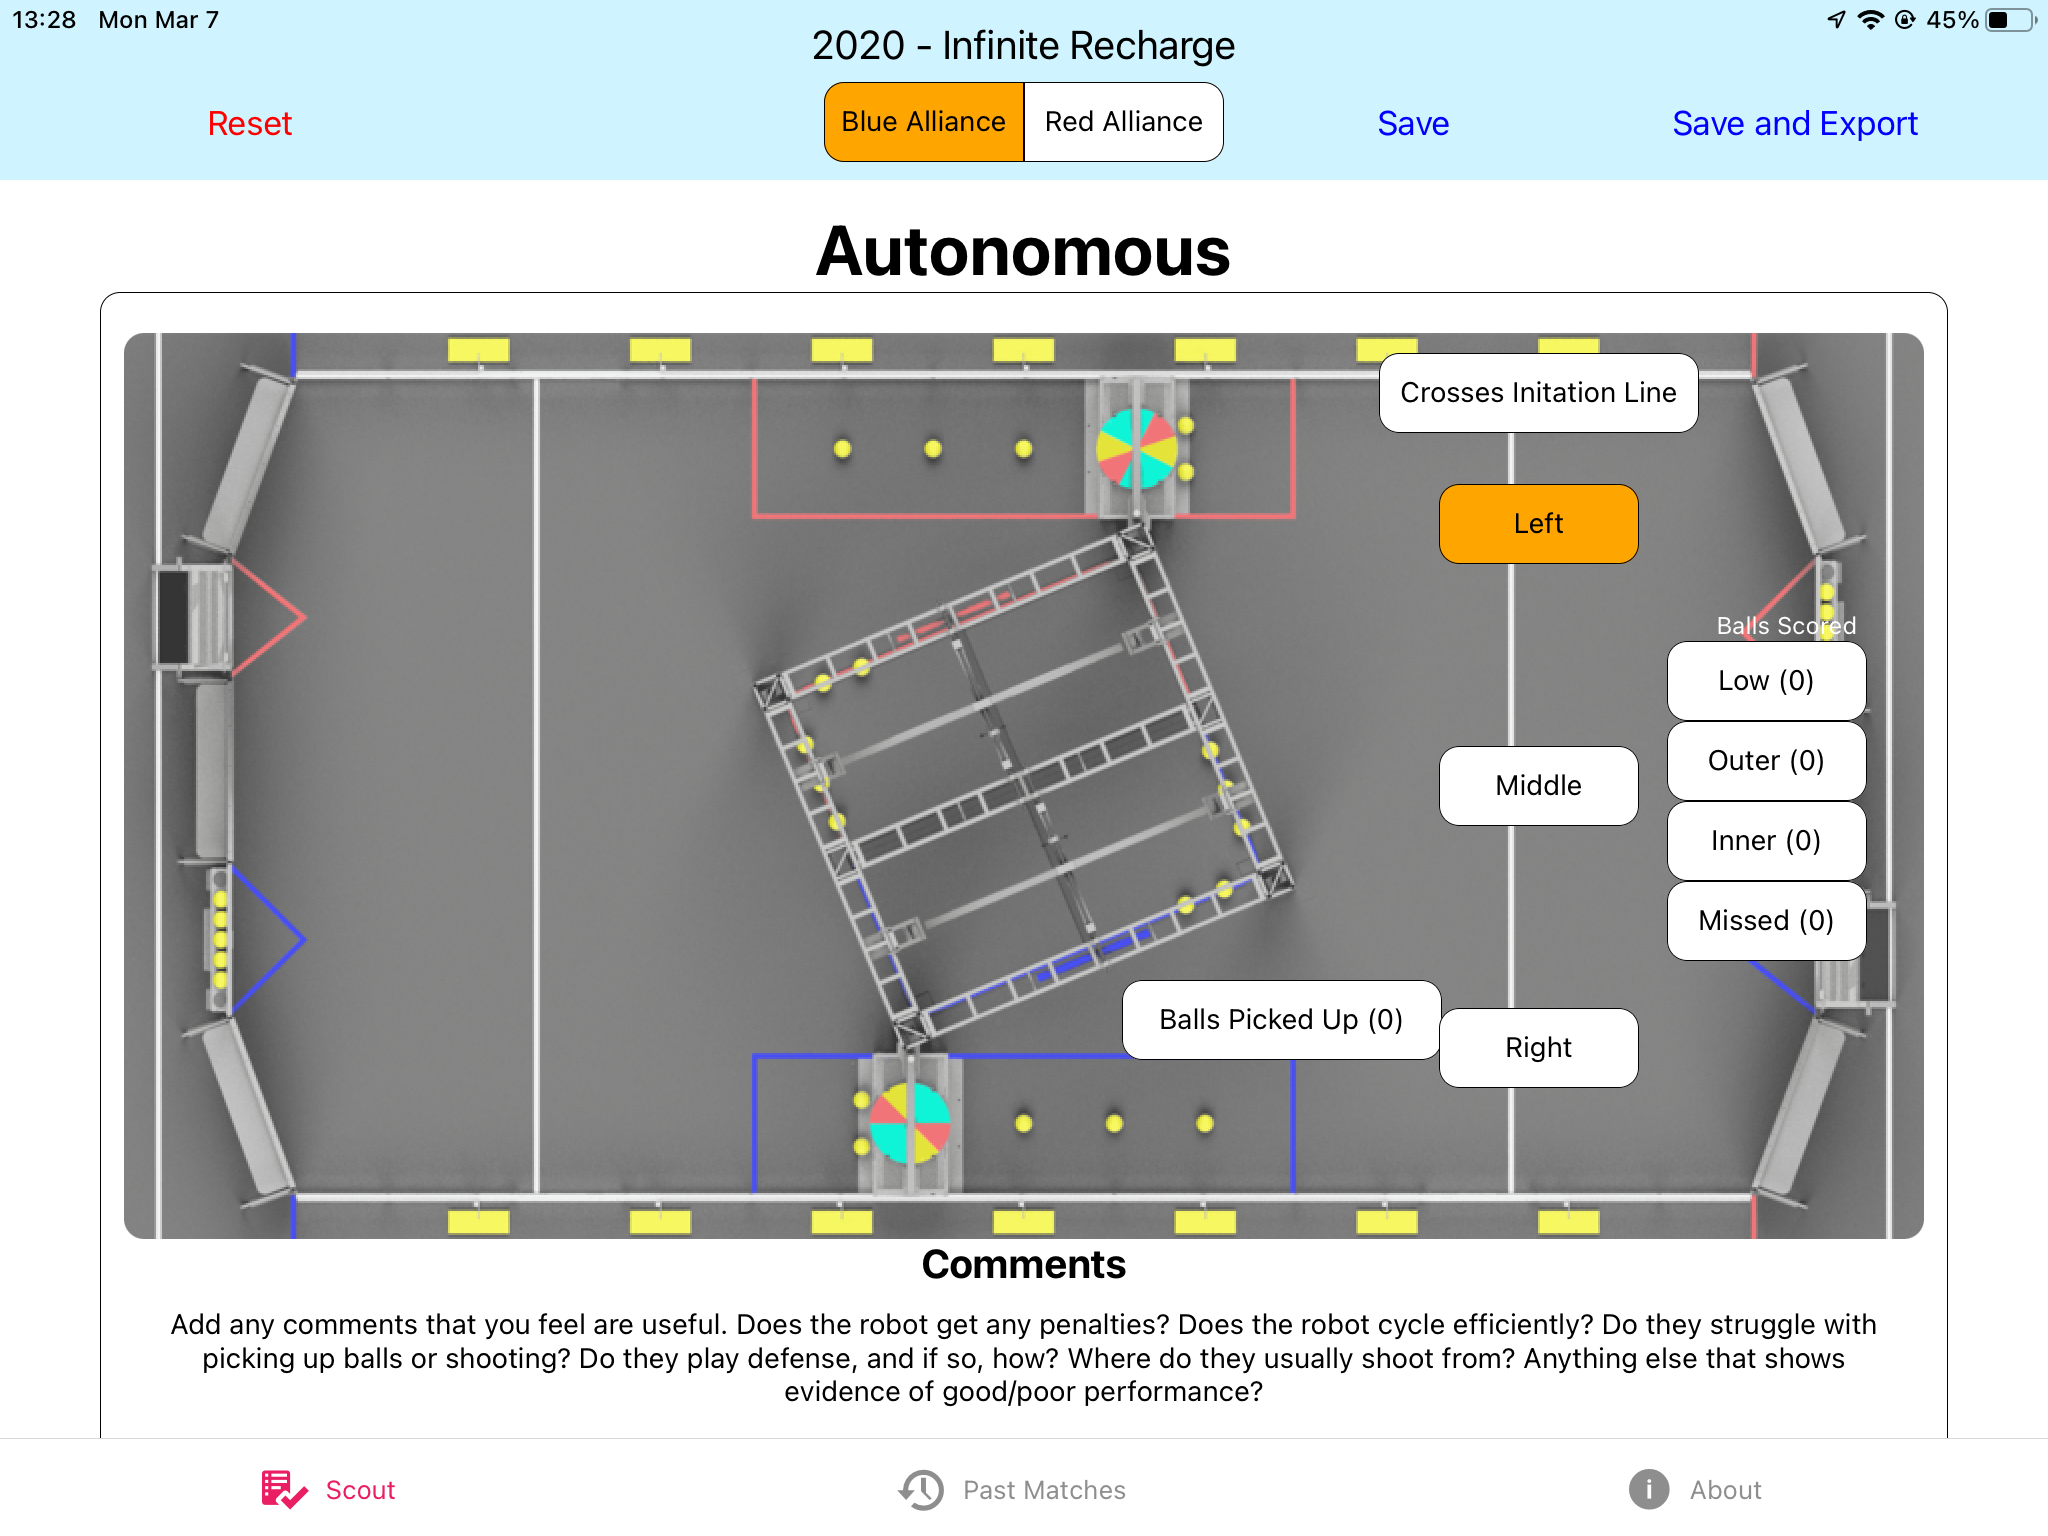 13:28 Mon Mar 7
45%
2020 - Infinite Recharge
Reset
Blue Alliance
Red Alliance
Save
Save and Export
Autonomous
Crosses Initation Line
Left
Balls Scored
Low (0)
Outer (0)
Middle
Inner (0)
Missed (0)
Balls Picked Up (0)
Right
Comments
Add any comments that you feel are useful. Does the robot get any penalties? Does the robot cycle efficiently? Do they struggle with
picking up balls or shooting? Do they play defense, and if so, how? Where do they usually shoot from? Anything else that shows
evidence of good/poor performance?
Scout
Past Matches
About